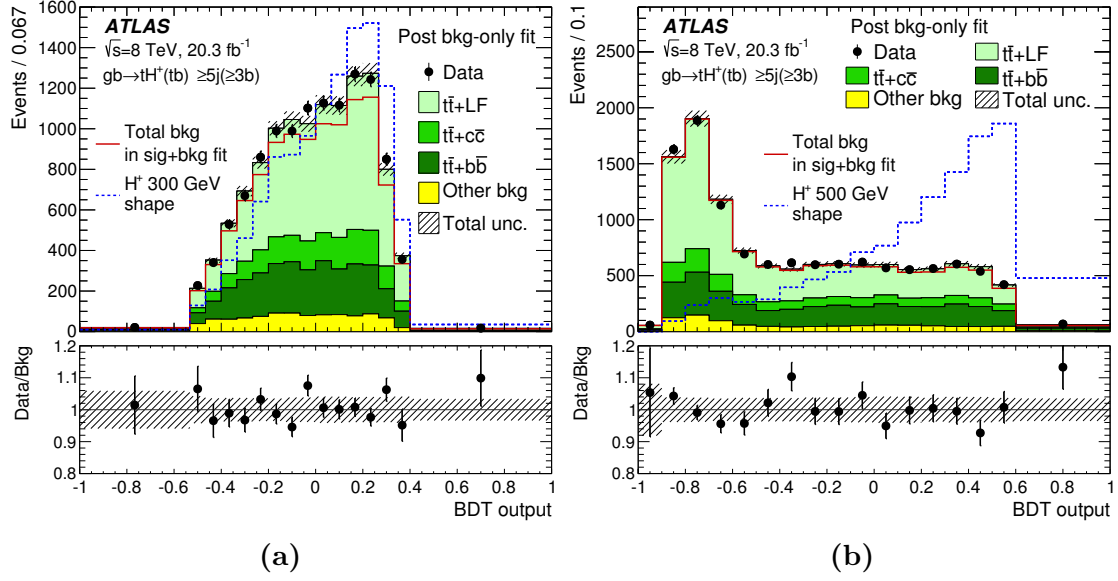 ATLAS
√s=8 TeV, 20.3 fb⁻¹
gb→tH⁺(tb) ≥5j(≥3b)
Total bkg
in sig+bkg fit
H⁺ 300 GeV
shape
Post bkg-only fit
Data
tt̄+LF
tt̄+cc̄
tt̄+bb̄
Other bkg
Total unc.
Events / 0.067
1600
1400
1200
1000
800
600
400
200
0
Data/Bkg
1.2
1.1
1
0.9
0.8
-1 -0.8 -0.6 -0.4 -0.2 0 0.2 0.4 0.6 0.8 1
BDT output
(a)
ATLAS
√s=8 TeV, 20.3 fb⁻¹
gb→tH⁺(tb) ≥5j(≥3b)
Post bkg-only fit
Data
tt̄+LF
tt̄+cc̄
tt̄+bb̄
Other bkg
Total unc.
Total bkg
in sig+bkg fit
H⁺ 500 GeV
shape
Events / 0.1
2500
2000
1500
1000
500
0
Data/Bkg
1.2
1.1
1
0.9
0.8
-1 -0.8 -0.6 -0.4 -0.2 0 0.2 0.4 0.6 0.8 1
BDT output
(b)